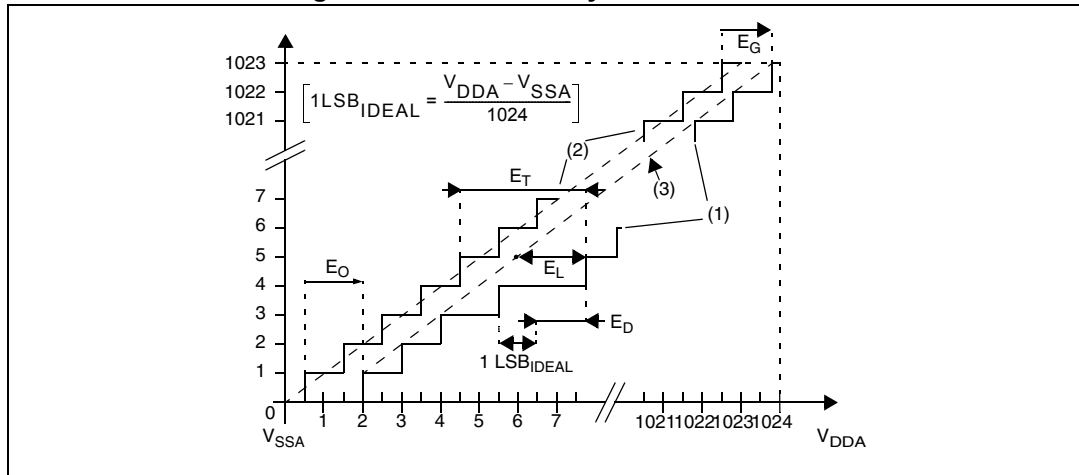 E_G
1023
1022
1021
[1LSB_IDEAL = (V_DDA − V_SSA) / 1024]
(2)
(3)
(1)
E_T
7
6
5
4
3
2
1
0
E_O
E_L
E_D
1 LSB_IDEAL
1 2 3 4 5 6 7 1021 1022 1023 1024
V_SSA
V_DDA